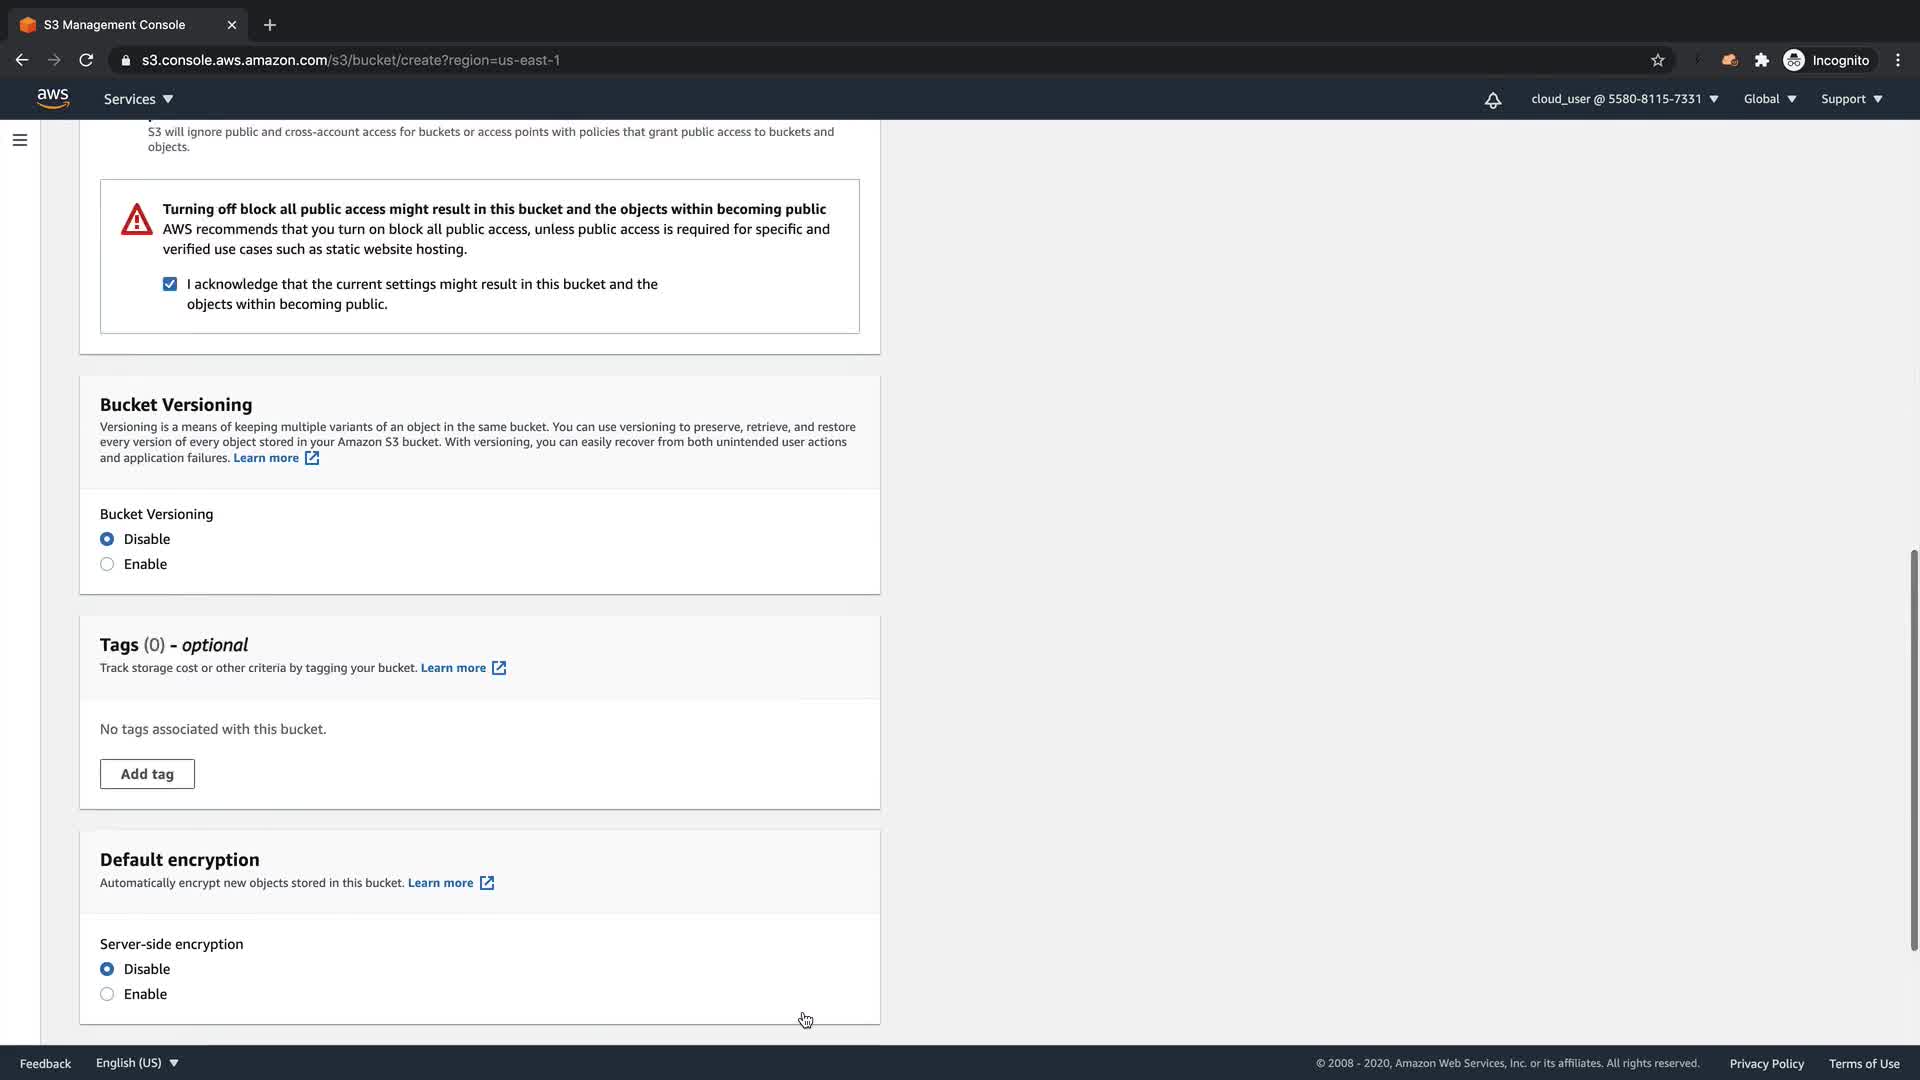 S3 Management Console
s3.console.aws.amazon.com/s3/bucket/create?region=us-east-1
Incognito
aws
Services
cloud_user @ 5580-8115-7331
Global
Support
S3 will ignore public and cross-account access for buckets or access points with policies that grant public access to buckets and
objects.
Turning off block all public access might result in this bucket and the objects within becoming public
AWS recommends that you turn on block all public access, unless public access is required for specific and
verified use cases such as static website hosting.
I acknowledge that the current settings might result in this bucket and the
objects within becoming public.
Bucket Versioning
Versioning is a means of keeping multiple variants of an object in the same bucket. You can use versioning to preserve, retrieve, and restore
every version of every object stored in your Amazon S3 bucket. With versioning, you can easily recover from both unintended user actions
and application failures. Learn more
Bucket Versioning
Disable
Enable
Tags (0) - optional
Track storage cost or other criteria by tagging your bucket. Learn more
No tags associated with this bucket.
Add tag
Default encryption
Automatically encrypt new objects stored in this bucket. Learn more
Server-side encryption
Disable
Enable
Feedback
English (US)
© 2008 - 2020, Amazon Web Services, Inc. or its affiliates. All rights reserved.
Privacy Policy
Terms of Use